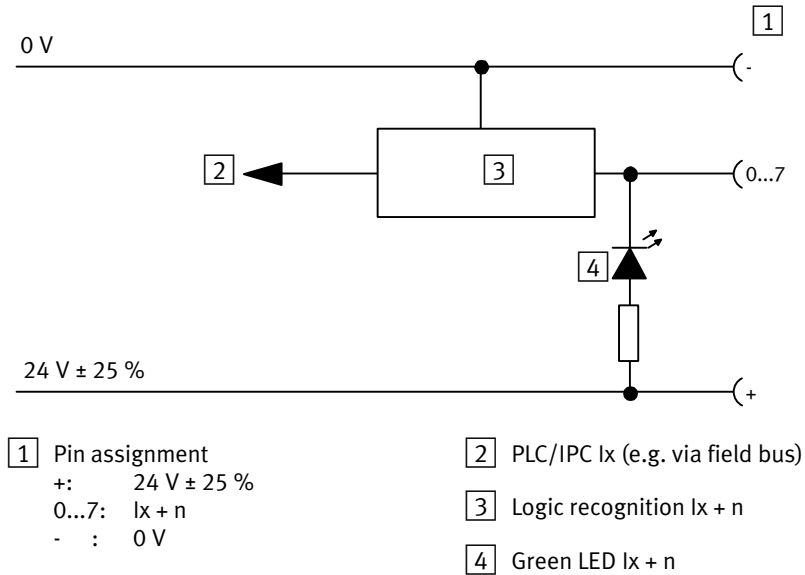 1
0 V
-
2
3
0...7
4
24 V ± 25 %
+
1 Pin assignment
+: 24 V ± 25 %
0...7: Ix + n
- : 0 V
2 PLC/IPC Ix (e.g. via field bus)
3 Logic recognition Ix + n
4 Green LED Ix + n